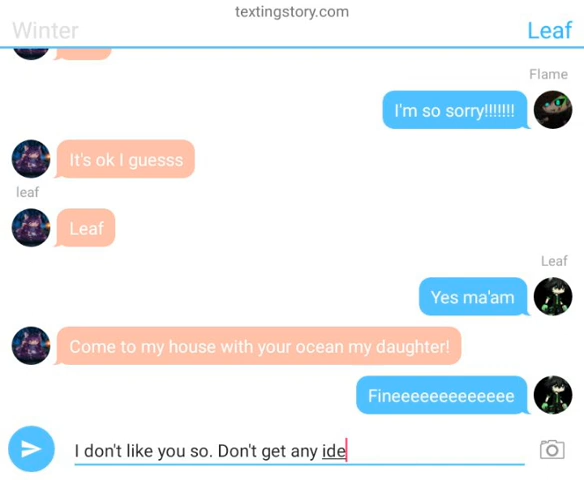 textingstory.com
Winter
Leaf
Flame
I'm so sorry!!!!!!!
It's ok I guesss
leaf
Leaf
Leaf
Yes ma'am
Come to my house with your ocean my daughter!
Fineeeeeeeeeeeee
I don't like you so. Don't get any ide